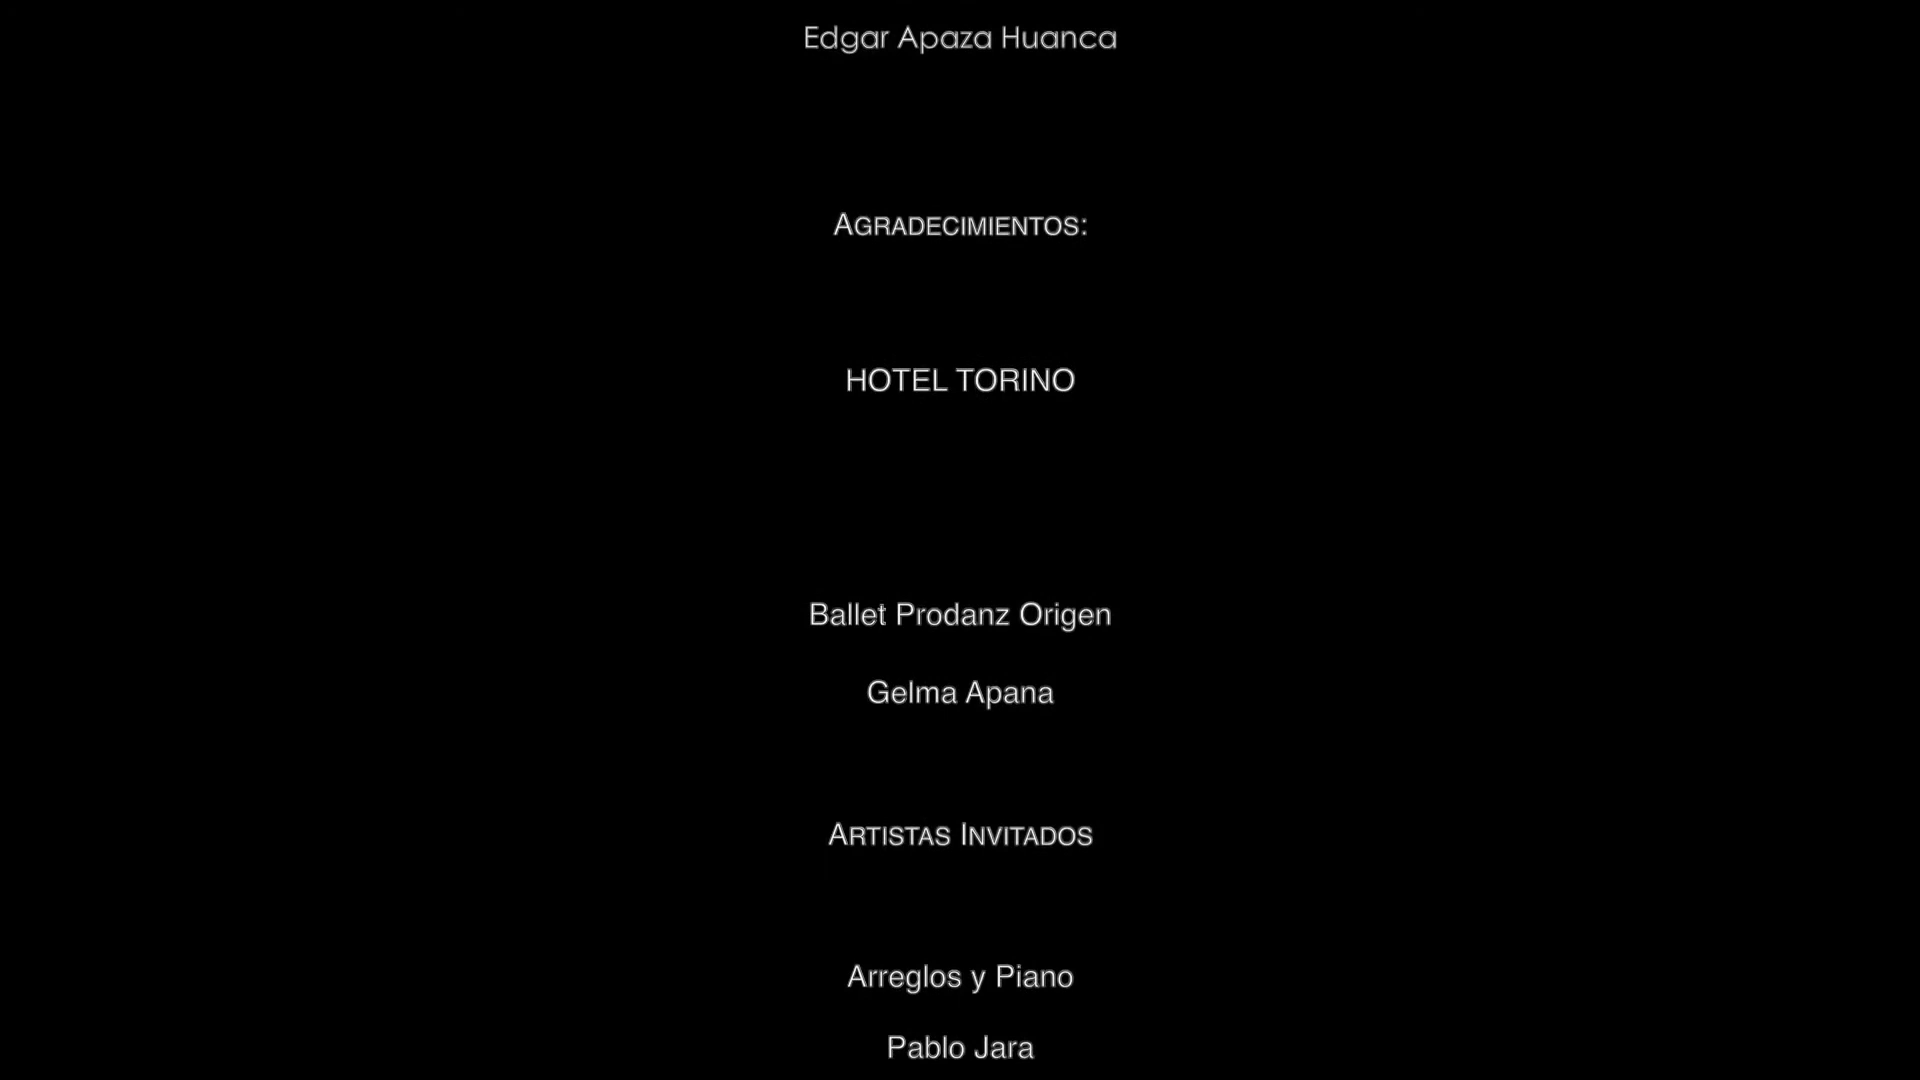 Edgar Apaza Huanca
AGRADECIMIENTOS:
HOTEL TORINO
Ballet Prodanz Origen
Gelma Apana
ARTISTAS INVITADOS
Arreglos y Piano
Pablo Jara